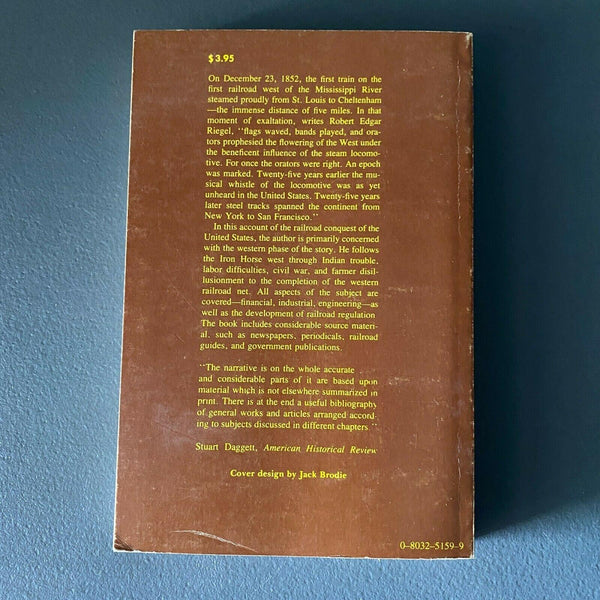 $3.95
On December 23, 1852, the first train on the
first railroad west of the Mississippi River
steamed proudly from St. Louis to Cheltenham
—the immense distance of five miles. In that
moment of exaltation, writes Robert Edgar
Riegel, "flags waved, bands played, and ora-
tors prophesied the flowering of the West under
the beneficent influence of the steam locomo-
tive. For once the orators were right. An epoch
was marked. Twenty-five years earlier the mu-
sical whistle of the locomotive was as yet
unheard in the United States. Twenty-five years
later steel tracks spanned the continent from
New York to San Francisco."
In this account of the railroad conquest of the
United States, the author is primarily concerned
with the western phase of the story. He follows
the Iron Horse west through Indian trouble,
labor difficulties, civil war, and farmer disil-
lusionment to the completion of the western
railroad net. All aspects of the subject are
covered—financial, industrial, engineering—as
well as the development of railroad regulation.
The book includes considerable source materi-
al, such as newspapers, periodicals, railroad
guides, and government publications.
"The narrative is on the whole accurate . . .
and considerable parts of it are based upon
material which is not elsewhere summarized in
print. There is at the end a useful bibliography
of general works and articles arranged accord-
ing to subjects discussed in different chapters."
Stuart Daggett, American Historical Review
Cover design by Jack Brodie
0-8032-5159-9